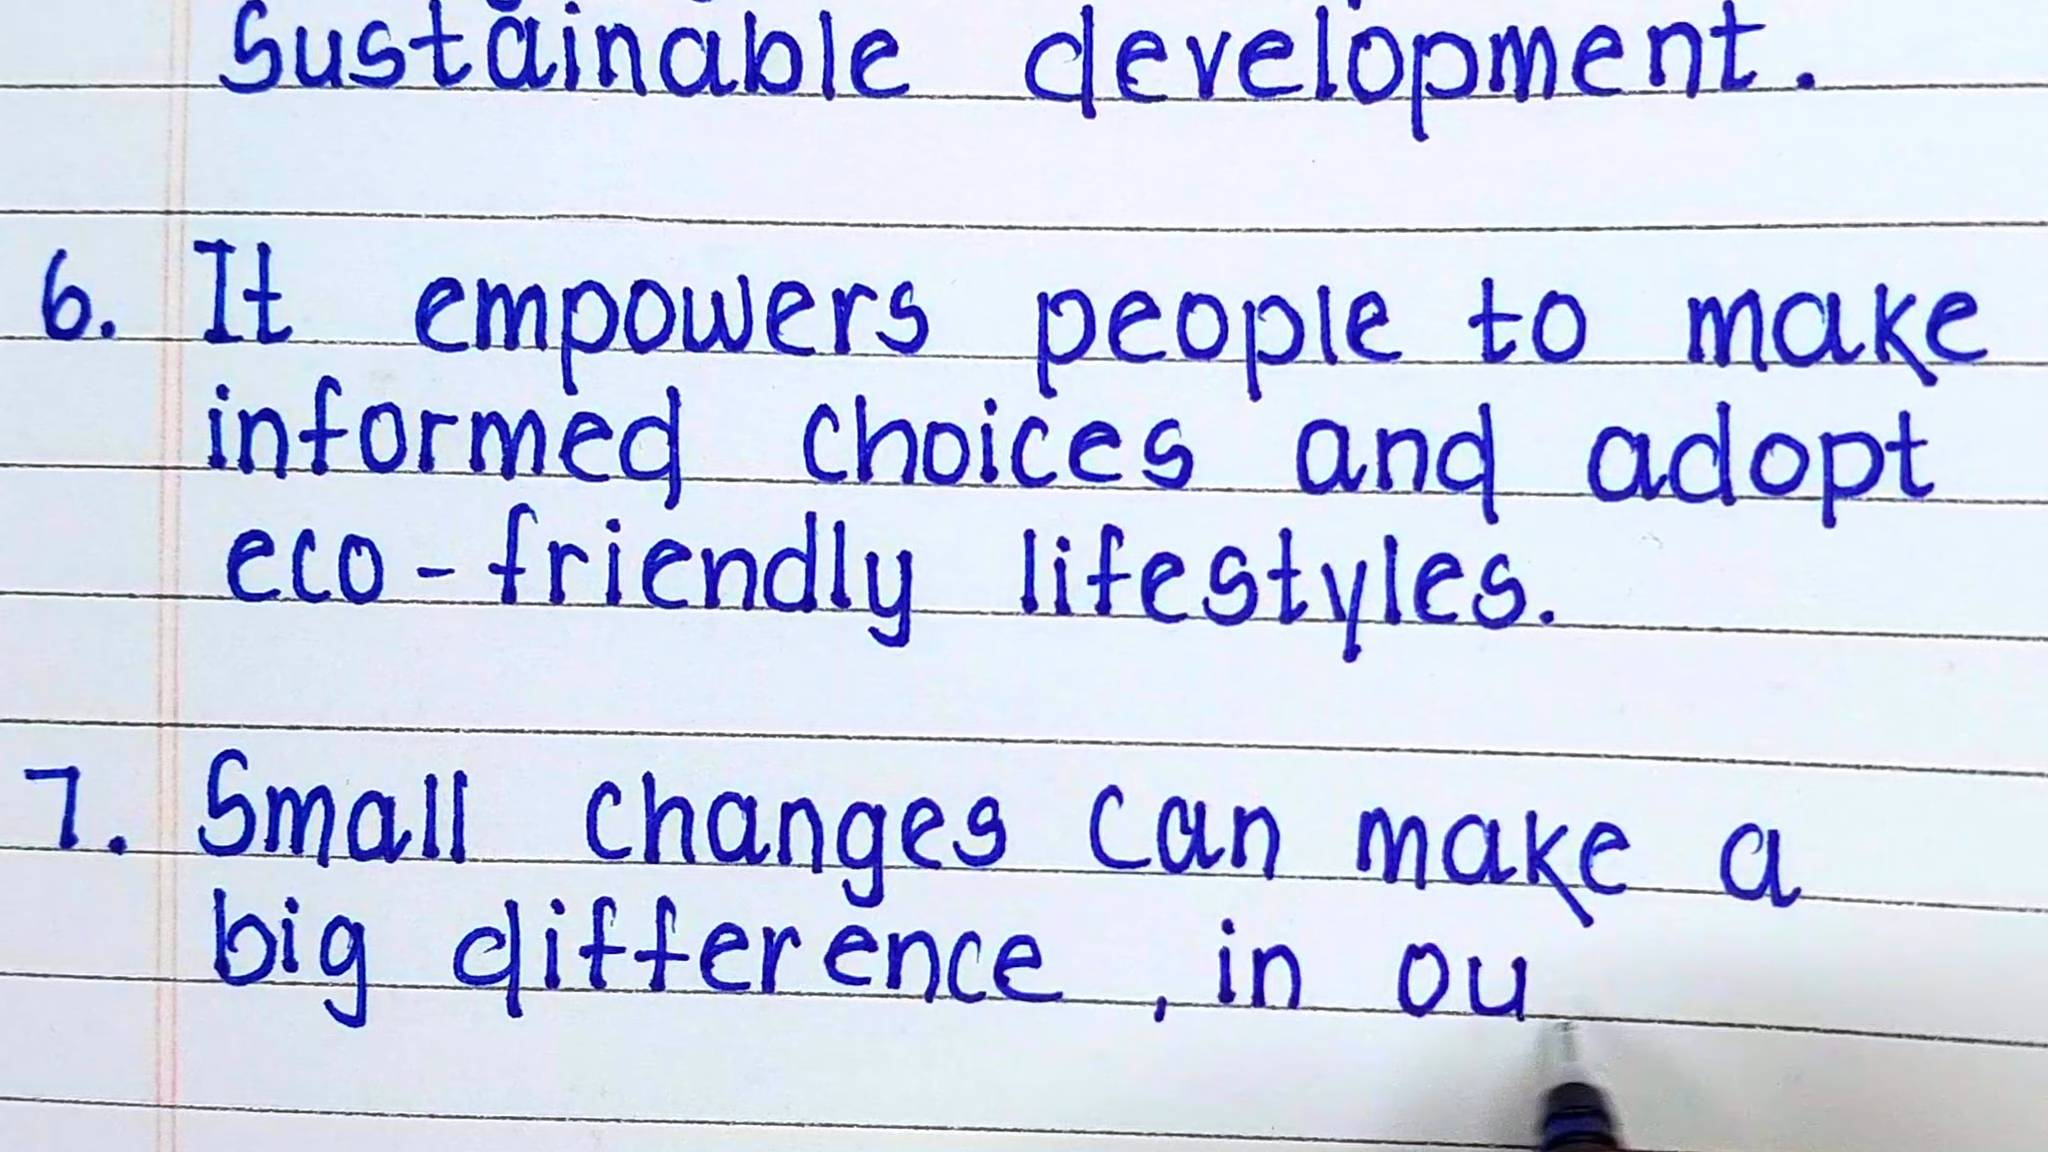 Sustainable development.
6. It empowers people to make
informed choices and adopt
eco-friendly lifestyles.
7. Small changes can make a
big difference, in ou